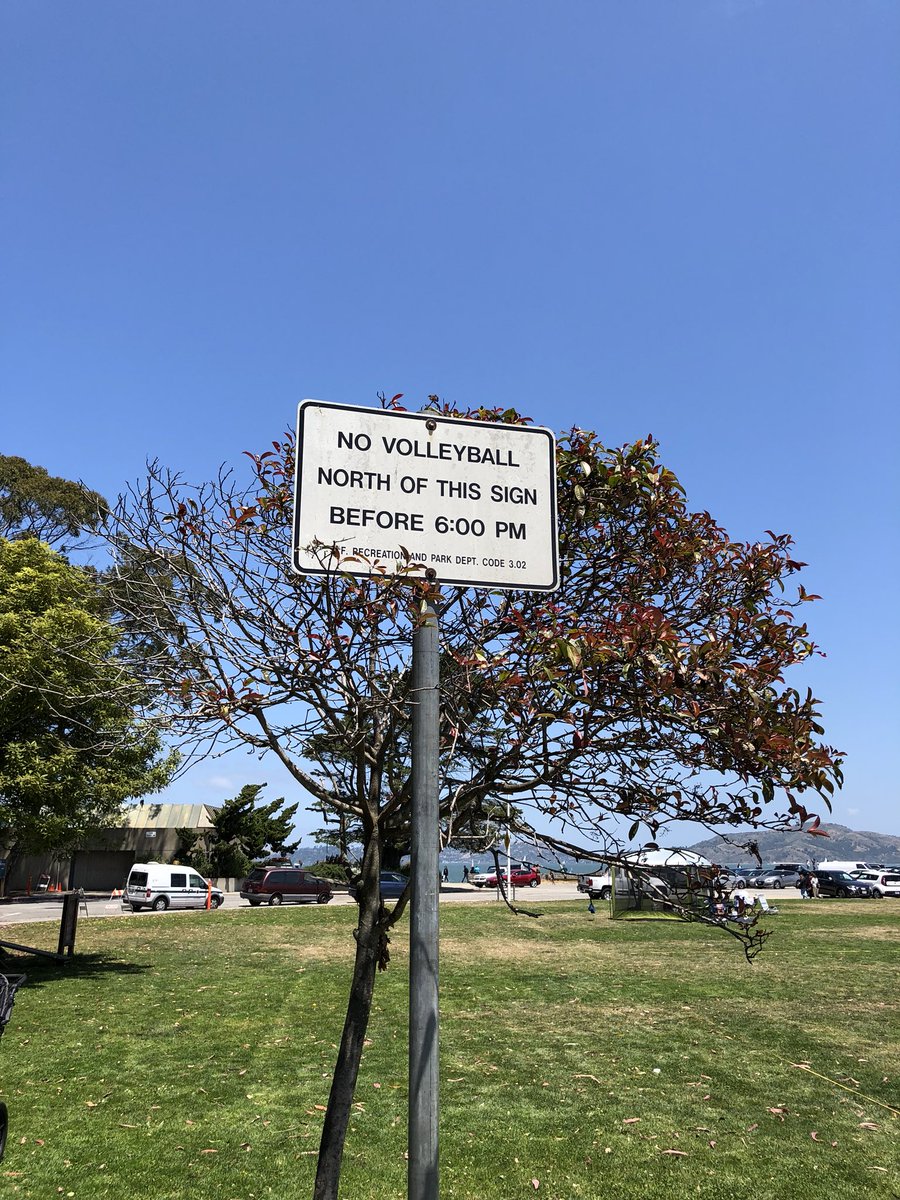 NO VOLLEYBALL
NORTH OF THIS SIGN
BEFORE 6:00 PM
F. RECREATION AND PARK DEPT. CODE 3.02